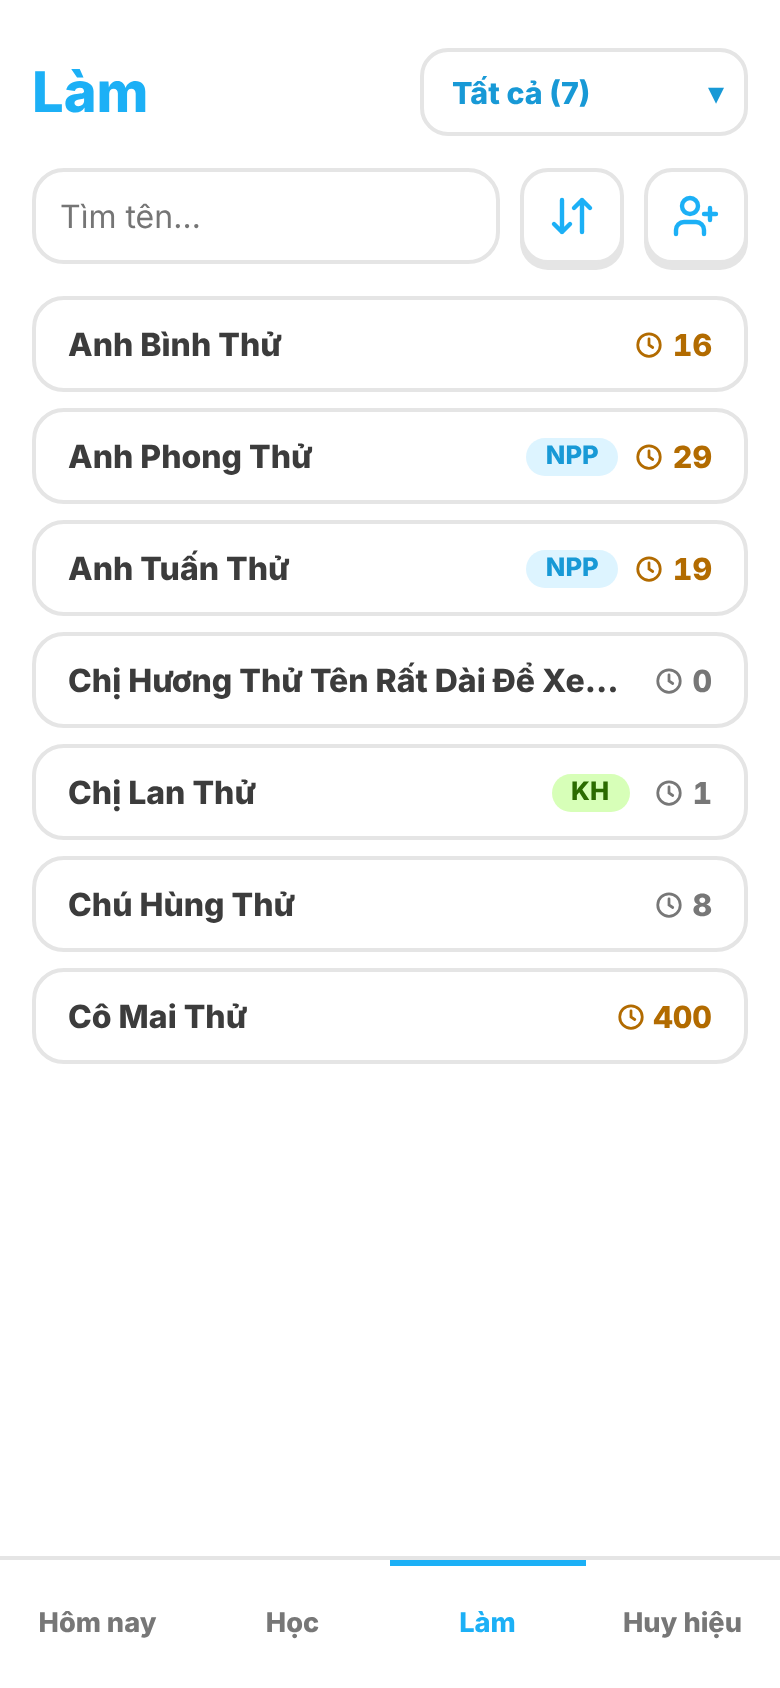 Làm
Tất cả (7) ▼
Tìm tên...
Anh Bình Thử 16
Anh Phong Thử NPP 29
Anh Tuấn Thử NPP 19
Chị Hương Thử Tên Rất Dài Để Xe... 0
Chị Lan Thử KH 1
Chú Hùng Thử 8
Cô Mai Thử 400
Hôm nay Học Làm Huy hiệu